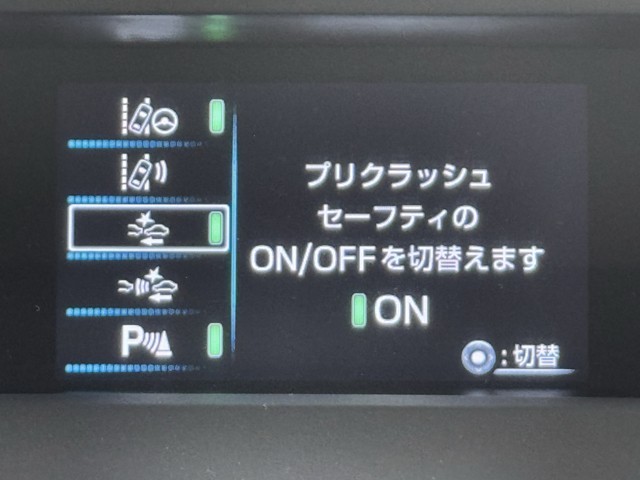 プリクラッシュ
セーフティの
ON/OFFを切替えます
ON
P
:切替